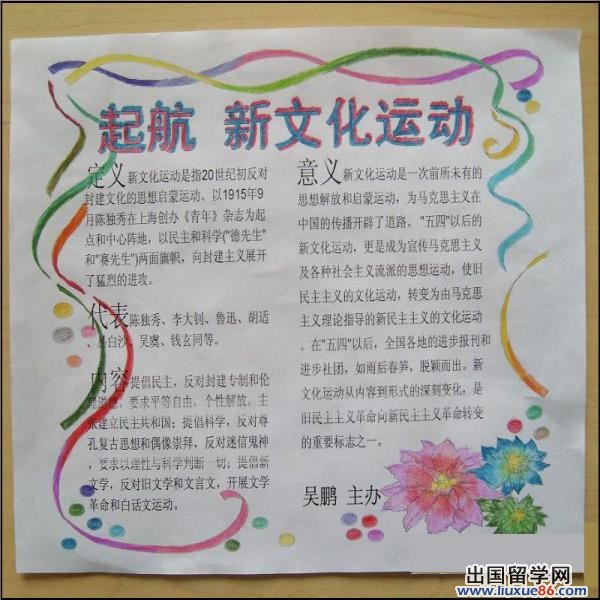 起航 新文化运动
定义新文化运动是指20世纪初反对
封建文化的思想启蒙运动。以1915年9
月陈独秀在上海创办《青年》杂志为起
点和中心阵地，以民主和科学("德先生"
和"赛先生")两面旗帜，向封建主义展开
了猛烈的进攻。
代表陈独秀、李大钊、鲁迅、胡适
、易白沙、吴虞、钱玄同等。
内容提倡民主，反对封建专制和伦
理道德，要求平等自由，个性解放，主
张建立民主共和国；提倡科学，反对尊
孔复古思想和偶像崇拜，反对迷信鬼神
，要求以理性与科学判断一切；提倡新
文学，反对旧文学和文言文，开展文学
革命和白话文运动。
意义新文化运动是一次前所未有的
思想解放和启蒙运动，为马克思主义在
中国的传播开辟了道路。"五四"以后的
新文化运动，更是成为宣传马克思主义
及各种社会主义流派的思想运动，使旧
民主主义的文化运动，转变为由马克思
主义理论指导的新民主主义的文化运动
。在"五四"以后，全国各地的进步报刊和
进步社团，如雨后春笋，脱颖而出。新
文化运动从内容到形式的深刻变化，是
旧民主主义革命向新民主主义革命转变
的重要标志之一。
吴鹏 主办
出国留学网
www.liuxue86.com